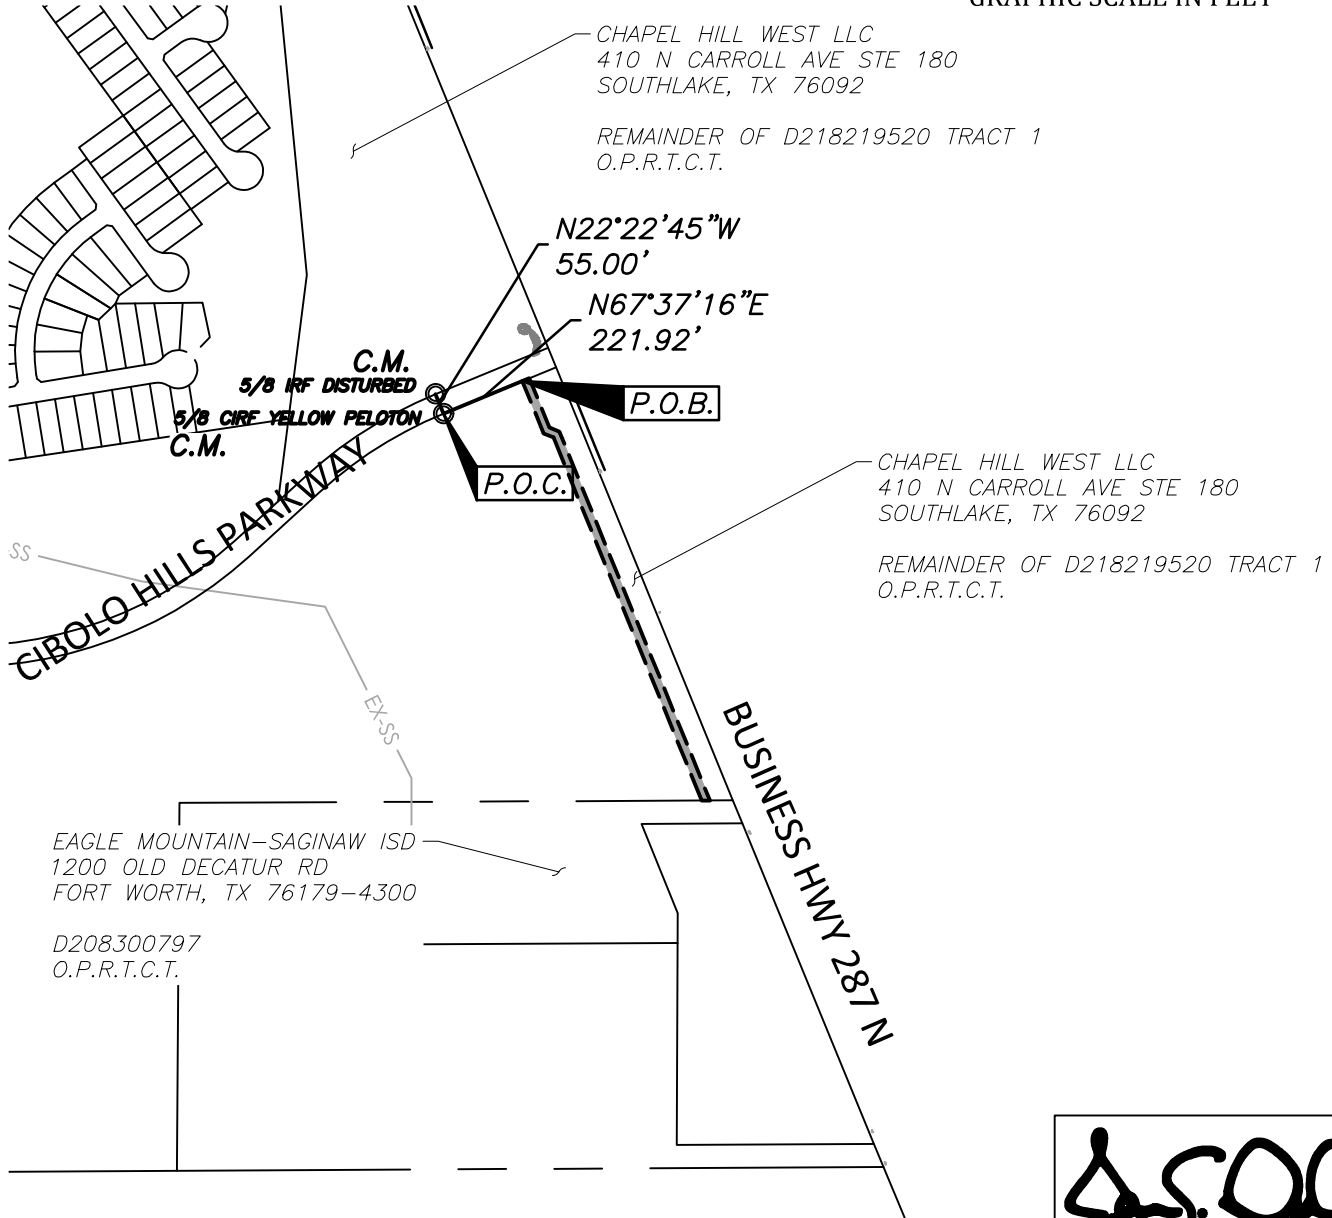 GRAPHIC SCALE IN FEET
CHAPEL HILL WEST LLC
410 N CARROLL AVE STE 180
SOUTHLAKE, TX 76092
REMAINDER OF D218219520 TRACT 1
O.P.R.T.C.T.
N22°22'45"W
55.00'
N67°37'16"E
221.92'
C.M.
5/8 IRF DISTURBED
5/8 CIRF YELLOW PELOTON
C.M.
P.O.B.
P.O.C.
CHAPEL HILL WEST LLC
410 N CARROLL AVE STE 180
SOUTHLAKE, TX 76092
REMAINDER OF D218219520 TRACT 1
O.P.R.T.C.T.
CIBOLO HILLS PARKWAY
-SS
EX-SS
BUSINESS HWY 287 N
EAGLE MOUNTAIN-SAGINAW ISD
1200 OLD DECATUR RD
FORT WORTH, TX 76179-4300
D208300797
O.P.R.T.C.T.